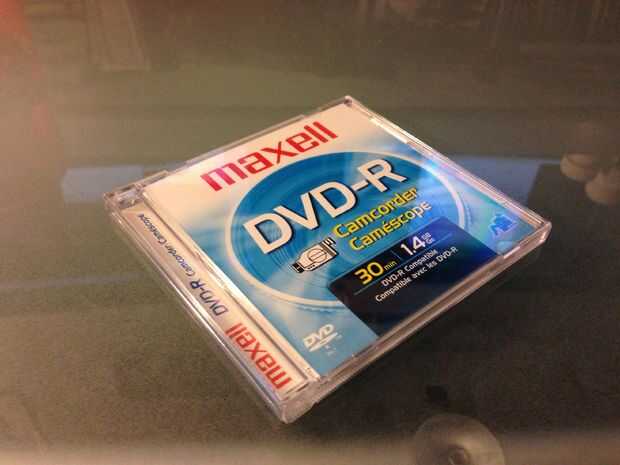 maxell
DVD-R
Camcorder
Caméscope
30 min 1.4 GB Go
DVD-R Compatible
Compatible avec les DVD-R
DVD
R
maxell DVD-R Camcorder Caméscope